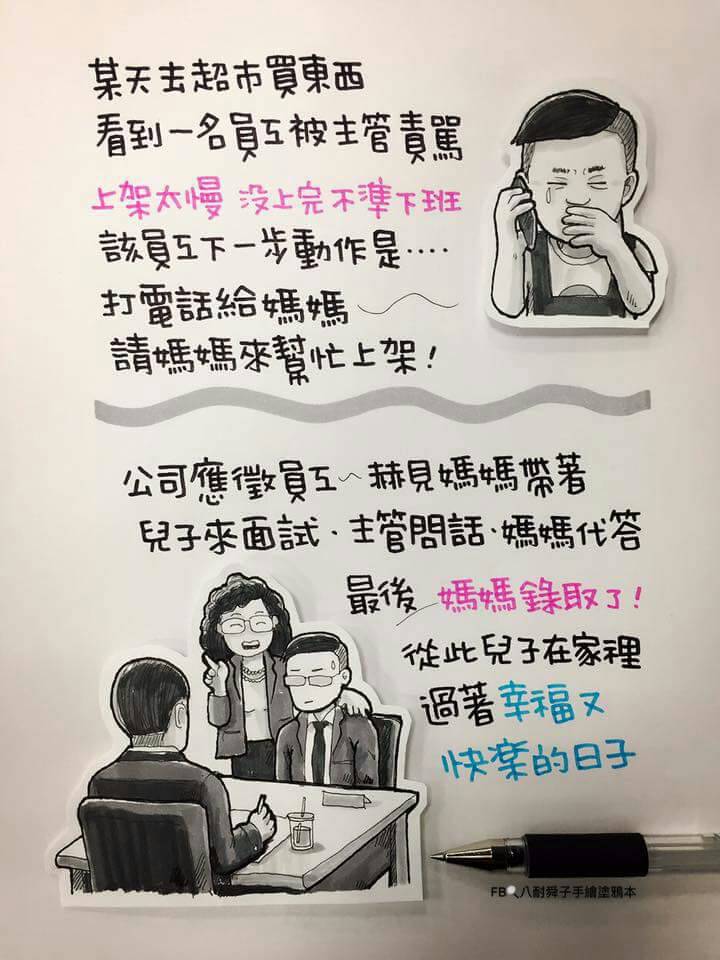 某天去超市買東西
看到一名員工被主管責罵
上架太慢 沒上完不準下班
該員工下一步動作是‧‧‧‧
打電話給媽媽～
請媽媽來幫忙上架！
公司應徵員工～赫見媽媽帶著
兒子來面試‧主管問話‧媽媽代答
最後～媽媽錄取了！
從此兒子在家裡
過著幸福又
快樂的日子
FB 八耐舜子手繪塗鴉本